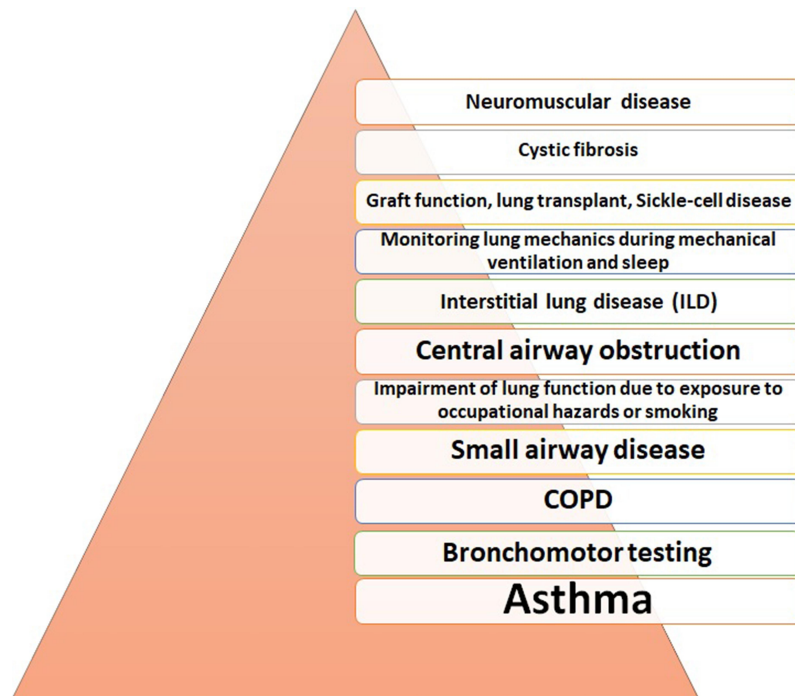 Neuromuscular disease
Cystic fibrosis
Graft function, lung transplant, Sickle-cell disease
Monitoring lung mechanics during mechanical
ventilation and sleep
Interstitial lung disease (ILD)
Central airway obstruction
Impairment of lung function due to exposure to
occupational hazards or smoking
Small airway disease
COPD
Bronchomotor testing
Asthma